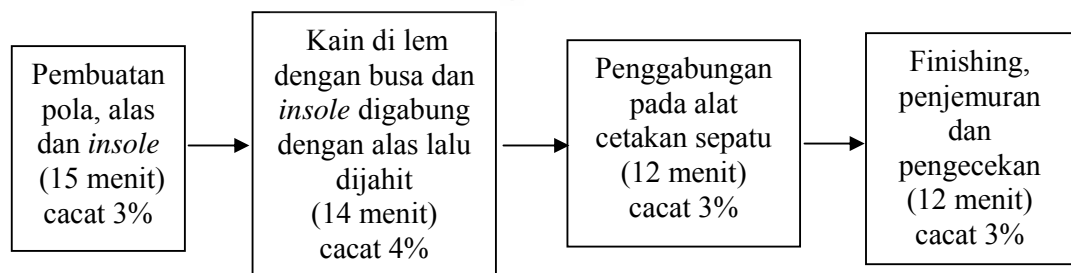 Pembuatan
pola, alas
dan insole
(15 menit)
cacat 3%
Kain di lem
dengan busa dan
insole digabung
dengan alas lalu
dijahit
(14 menit)
cacat 4%
Penggabungan
pada alat
cetakan sepatu
(12 menit)
cacat 3%
Finishing,
penjemuran
dan
pengecekan
(12 menit)
cacat 3%